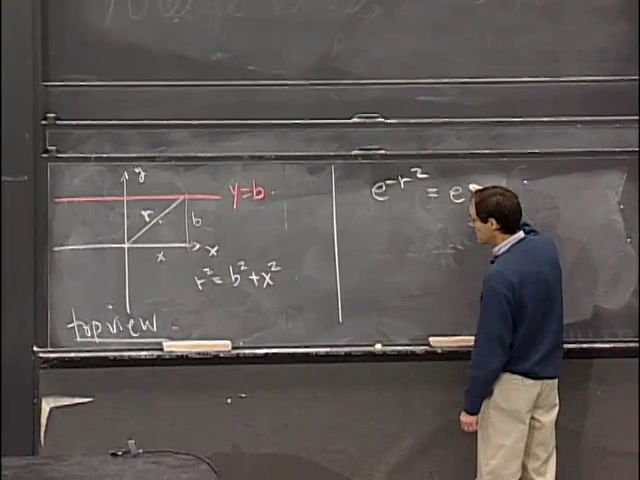 y
y=b
r
b
x
x
r² = b² + x²
top view
e^-r² = e